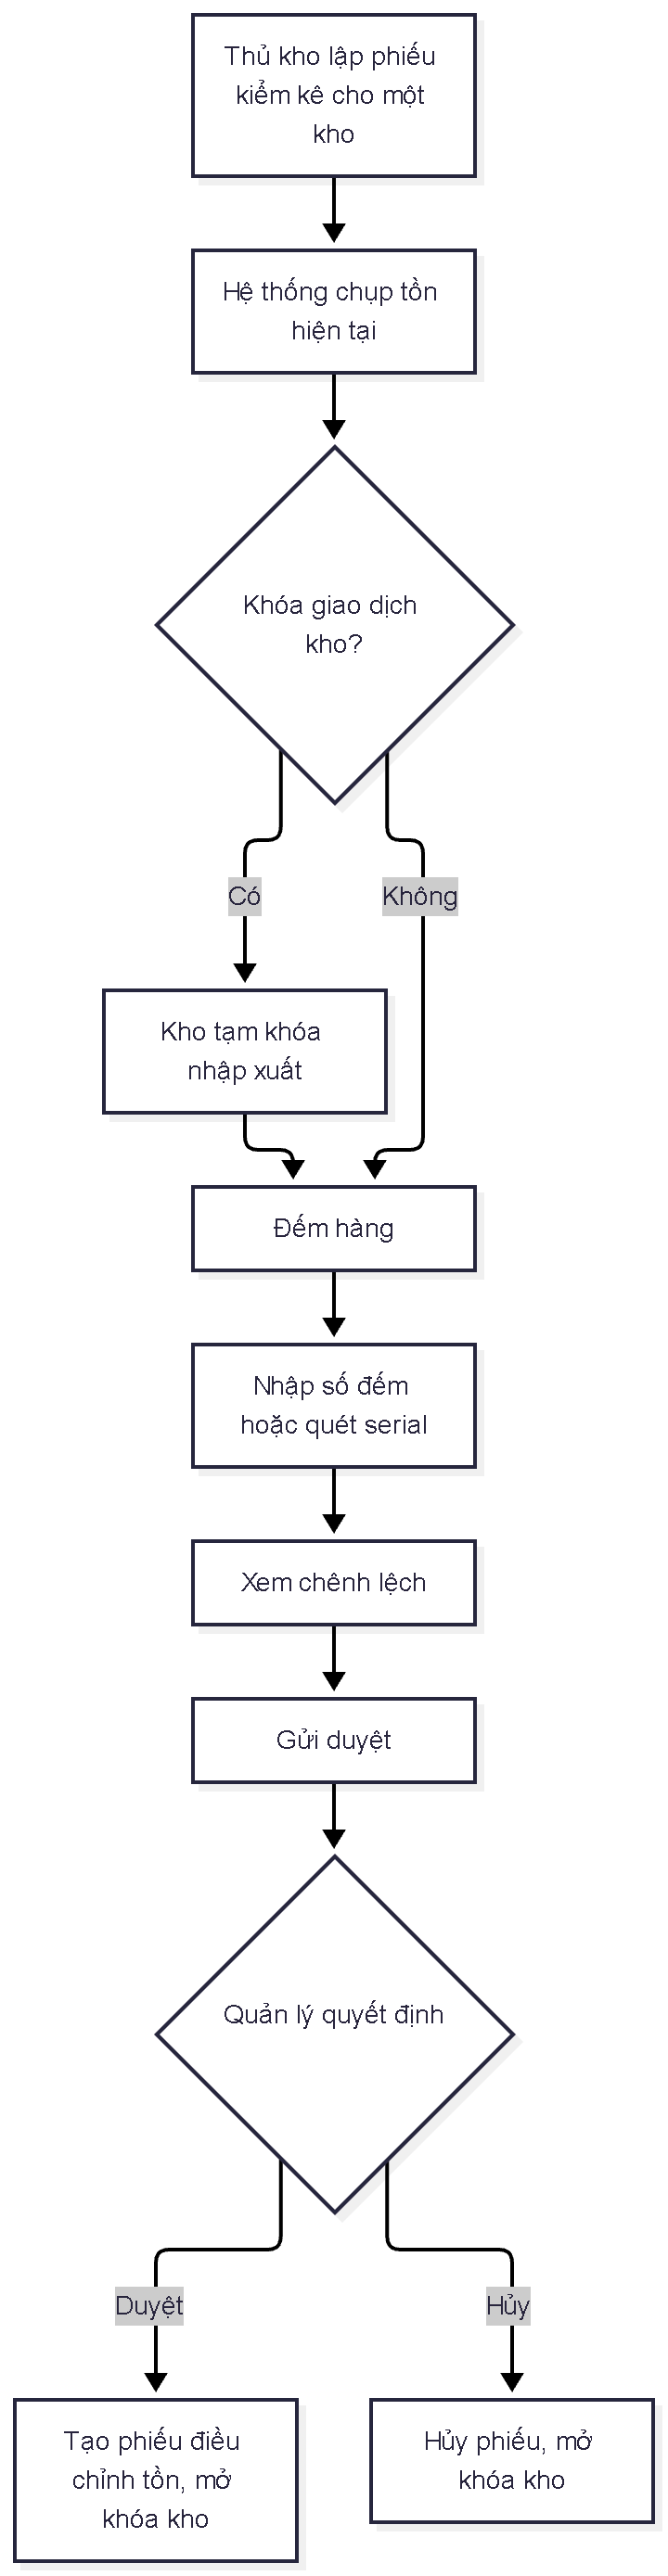 Thủ kho lập phiếu
kiểm kê cho một
kho
Hệ thống chụp tồn
hiện tại
Khóa giao dịch
kho?
Có
Không
Kho tạm khóa
nhập xuất
Đếm hàng
Nhập số đếm
hoặc quét serial
Xem chênh lệch
Gửi duyệt
Quản lý quyết định
Duyệt
Hủy
Tạo phiếu điều
chỉnh tồn, mở
khóa kho
Hủy phiếu, mở
khóa kho